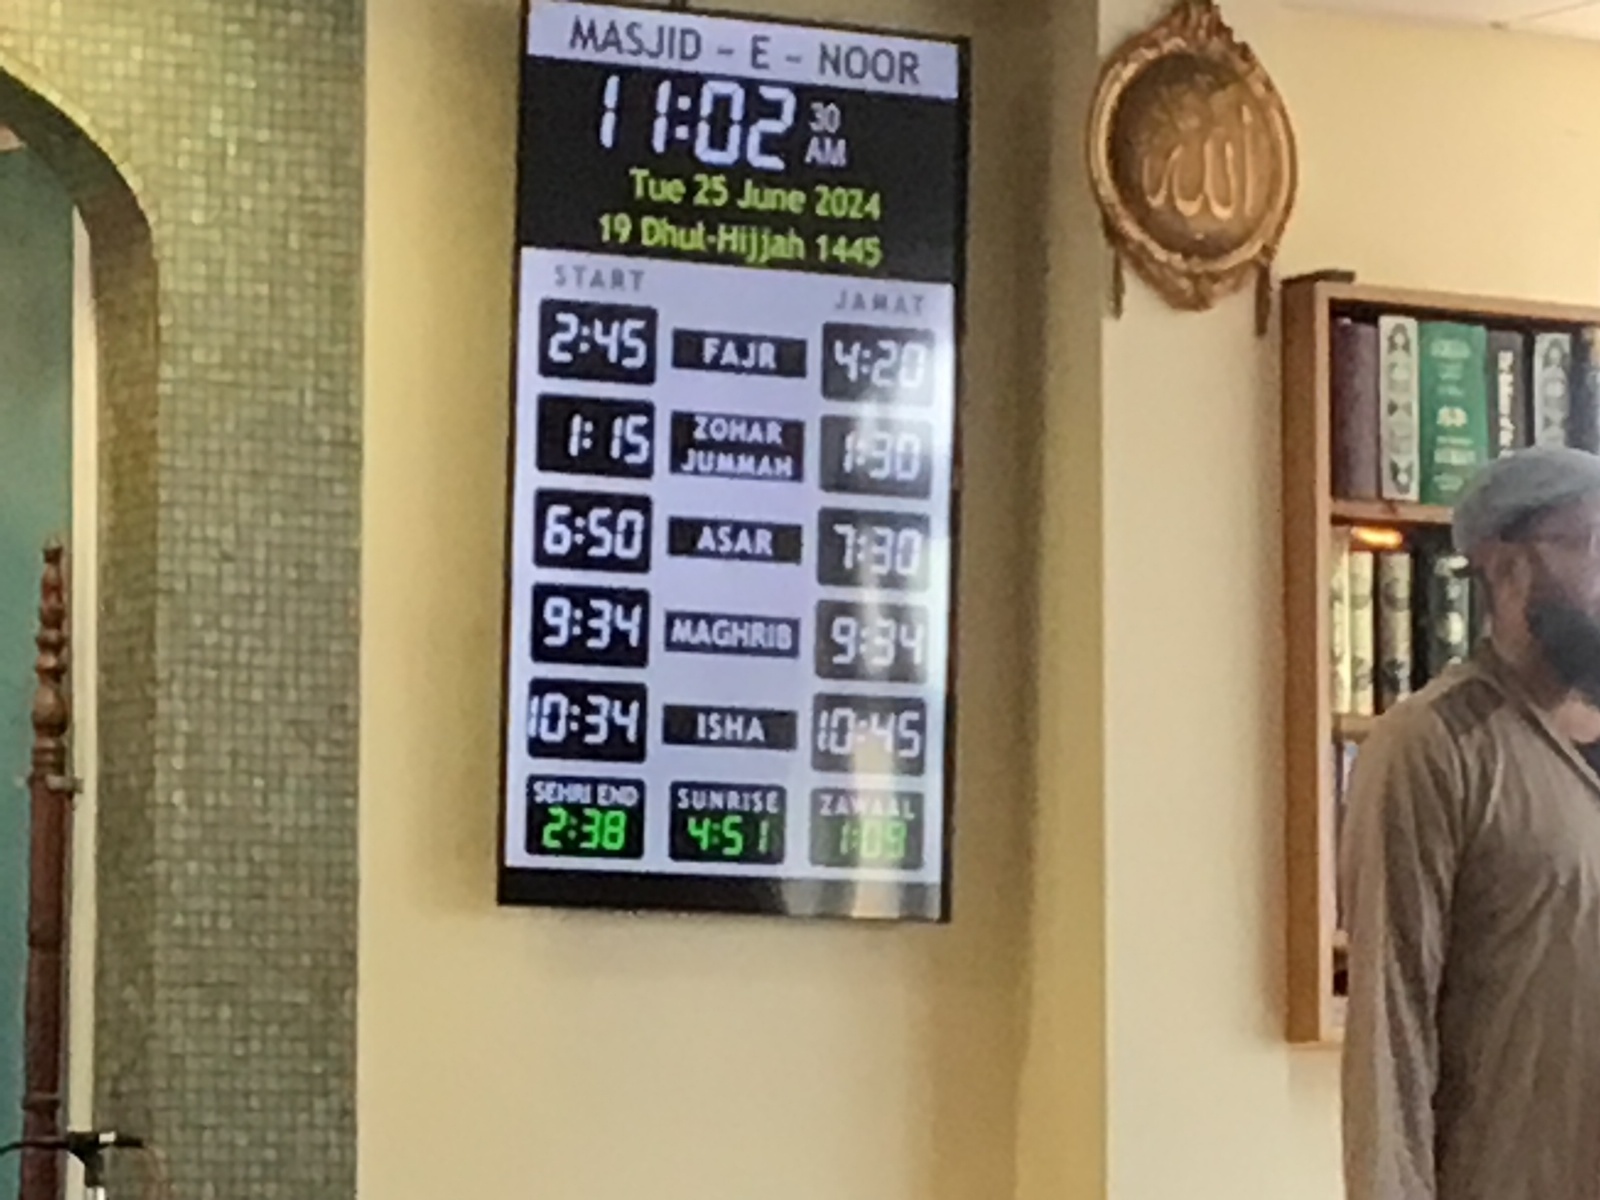 MASJID - E - NOOR
11:02 30 AM
Tue 25 June 2024
19 Dhul-Hijjah 1445
START JAMAT
2:45 FAJR 4:20
1:15 ZOHAR JUMMAH 1:30
6:50 ASAR 7:30
9:34 MAGHRIB 9:34
10:34 ISHA 10:45
SEHRI END SUNRISE ZAWAAL
2:38 4:51 1:09
الله